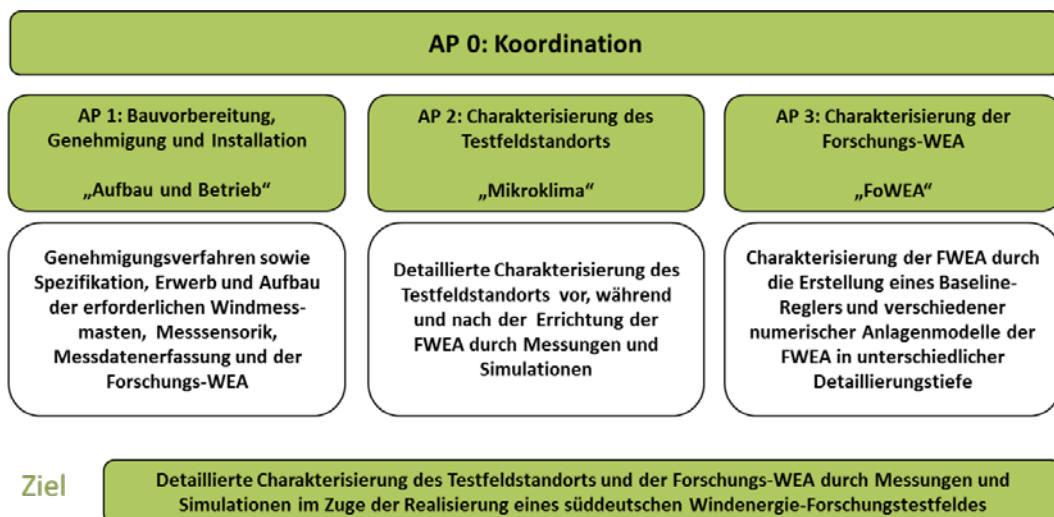 AP 0: Koordination
AP 1: Bauvorbereitung,
Genehmigung und Installation
„Aufbau und Betrieb“
AP 2: Charakterisierung des
Testfeldstandorts
„Mikroklima“
AP 3: Charakterisierung der
Forschungs-WEA
„FoWEA“
Genehmigungsverfahren sowie
Spezifikation, Erwerb und Aufbau
der erforderlichen Windmess-
masten, Messsensorik,
Messdatenerfassung und der
Forschungs-WEA
Detaillierte Charakterisierung des
Testfeldstandorts vor, während
und nach der Errichtung der
FWEA durch Messungen und
Simulationen
Charakterisierung der FWEA durch
die Erstellung eines Baseline-
Reglers und verschiedener
numerischer Anlagenmodelle der
FWEA in unterschiedlicher
Detaillierungstiefe
Ziel
Detaillierte Charakterisierung des Testfeldstandorts und der Forschungs-WEA durch Messungen und
Simulationen im Zuge der Realisierung eines süddeutschen Windenergie-Forschungstestfeldes